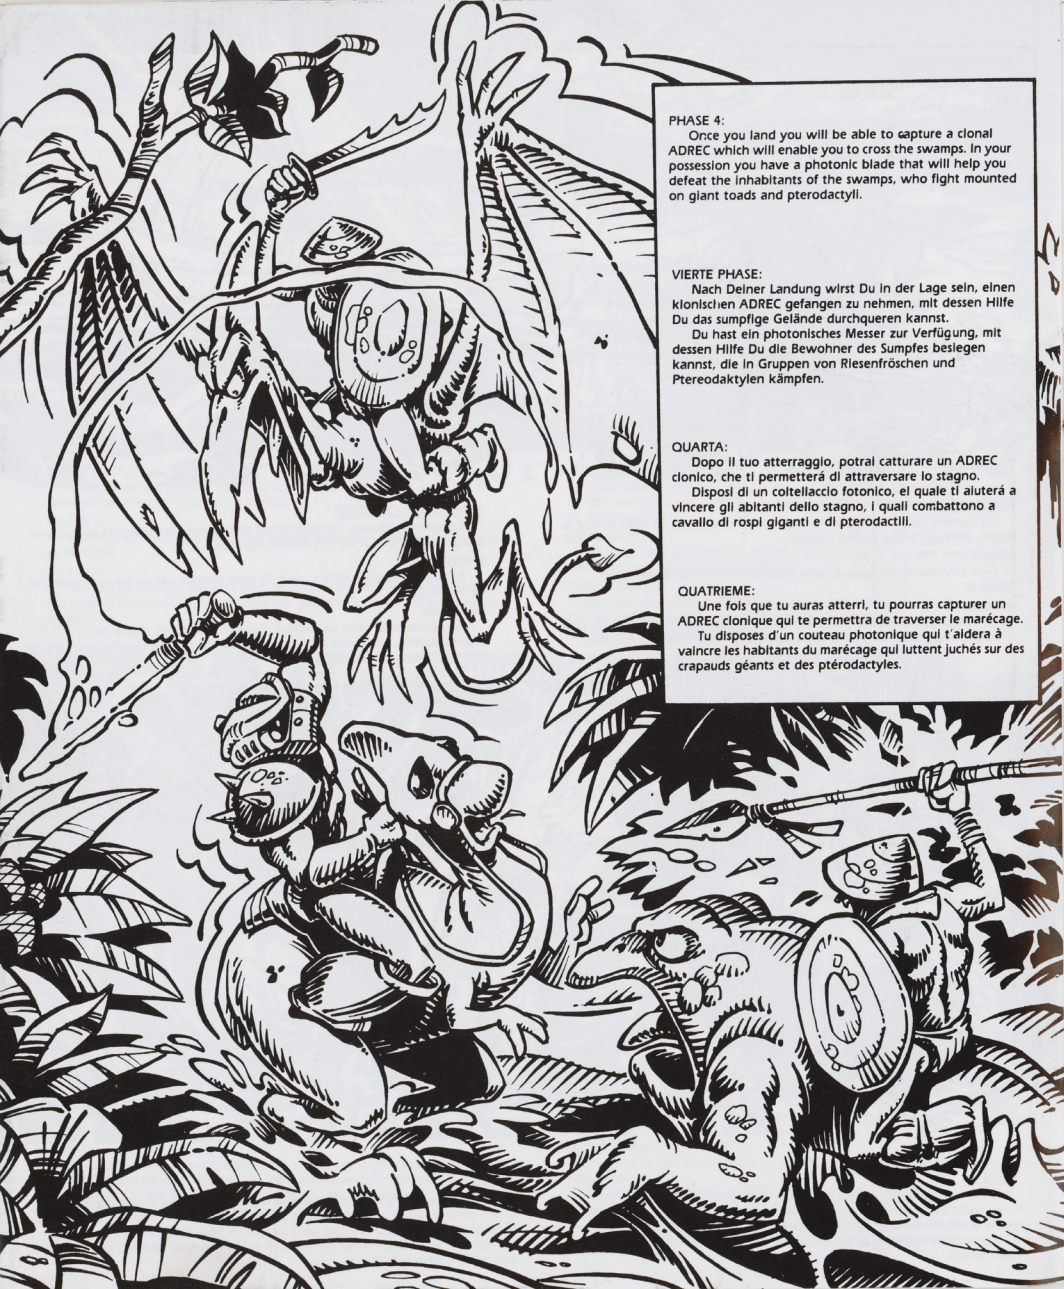 PHASE 4:
Once you land you will be able to capture a clonal
ADREC which will enable you to cross the swamps. In your
possession you have a photonic blade that will help you
defeat the inhabitants of the swamps, who fight mounted
on giant toads and pterodactyli.
VIERTE PHASE:
Nach Deiner Landung wirst Du in der Lage sein, einen
klonischen ADREC gefangen zu nehmen, mit dessen Hilfe
Du das sumpfige Gelände durchqueren kannst.
Du hast ein photonisches Messer zur Verfügung, mit
dessen Hilfe Du die Bewohner des Sumpfes besiegen
kannst, die in Gruppen von Riesenfröschen und
Ptereodaktylen kämpfen.
QUARTA:
Dopo il tuo atterraggio, potrai catturare un ADREC
clonico, che ti permetterá di attraversare lo stagno.
Disposi di un coltellaccio fotonico, el quale ti aiuterá a
vincere gli abitanti dello stagno, i quali combattono a
cavallo di rospi giganti e di pterodactili.
QUATRIEME:
Une fois que tu auras atterri, tu pourras capturer un
ADREC clonique qui te permettra de traverser le marécage.
Tu disposes d'un couteau photonique qui t'aidera à
vaincre les habitants du marécage qui luttent juchés sur des
crapauds géants et des ptérodactyles.